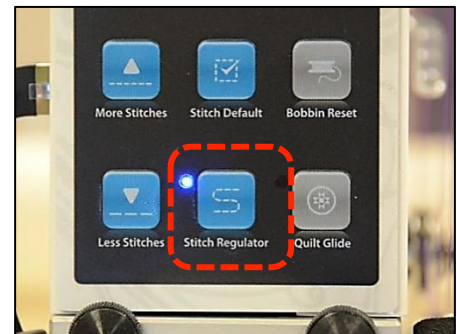 More Stitches Stitch Default Bobbin Reset
Less Stitches Stitch Regulator Quilt Glide